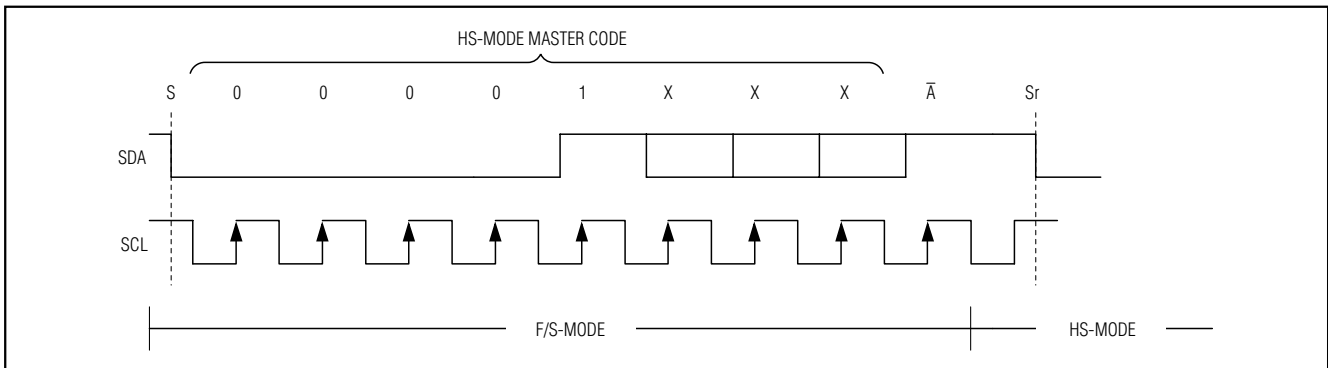 HS-MODE MASTER CODE
S 0 0 0 0 1 X X X A̅ Sr
SDA
SCL
F/S-MODE HS-MODE